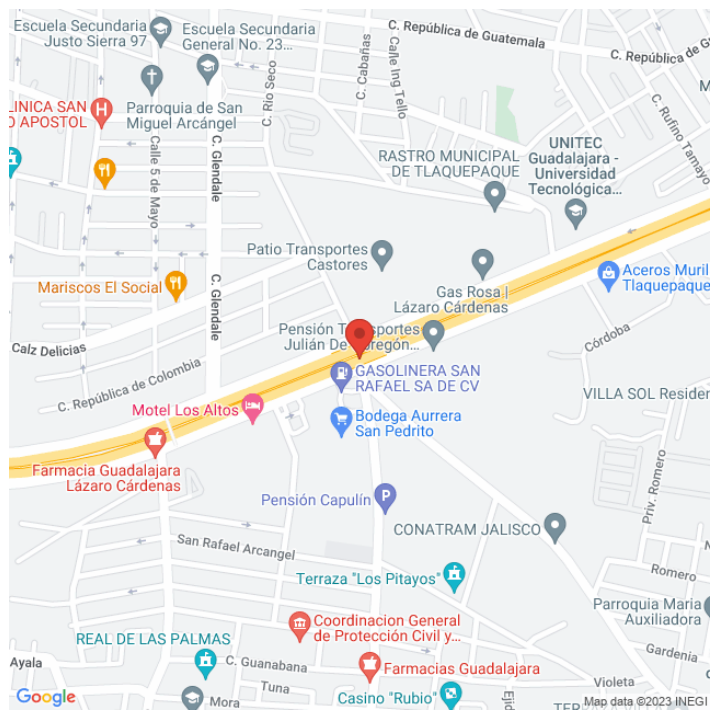 Escuela Secundaria
Justo Sierra 97
Escuela Secundaria
General No. 23...
C. República de Guatemala
C. República de
C. Cabañas
Calle Ing Tello
C. Rio Seco
C. Rufino Tamayo
M
LINICA SAN
O APOSTOL
Parroquia de San
Miguel Arcángel
Calle 5 de Mayo
C. Glendale
RASTRO MUNICIPAL
DE TLAQUEPAQUE
UNITEC
Guadalajara -
Universidad
Tecnológica...
Patio Transportes
Castores
Mariscos El Social
C. Glendale
Gas Rosa |
Lázaro Cárdenas
Aceros Muril
Tlaquepaque
Pensión Transportes
Julián De Obregón...
Calz Delicias
Córdoba
C. República de Colombia
GASOLINERA SAN
RAFAEL SA DE CV
VILLA SOL Reside
Motel Los Altos
Bodega Aurrera
San Pedrito
Farmacia Guadalajara
Lázaro Cárdenas
Priv. Romero
Pensión Capulín
P
CONATRAM JALISCO
San Rafael Arcangel
Terraza "Los Pitayos"
Romero
N
Coordinacion General
de Protección Civil y...
Parroquia Maria
Auxiliadora
REAL DE LAS PALMAS
Ayala
C. Guanabana
Farmacias Guadalajara
Gardenia
Tuna
Violeta
Google
Mora
Casino "Rubio"
Ejid
Map data ©2023 INEGI